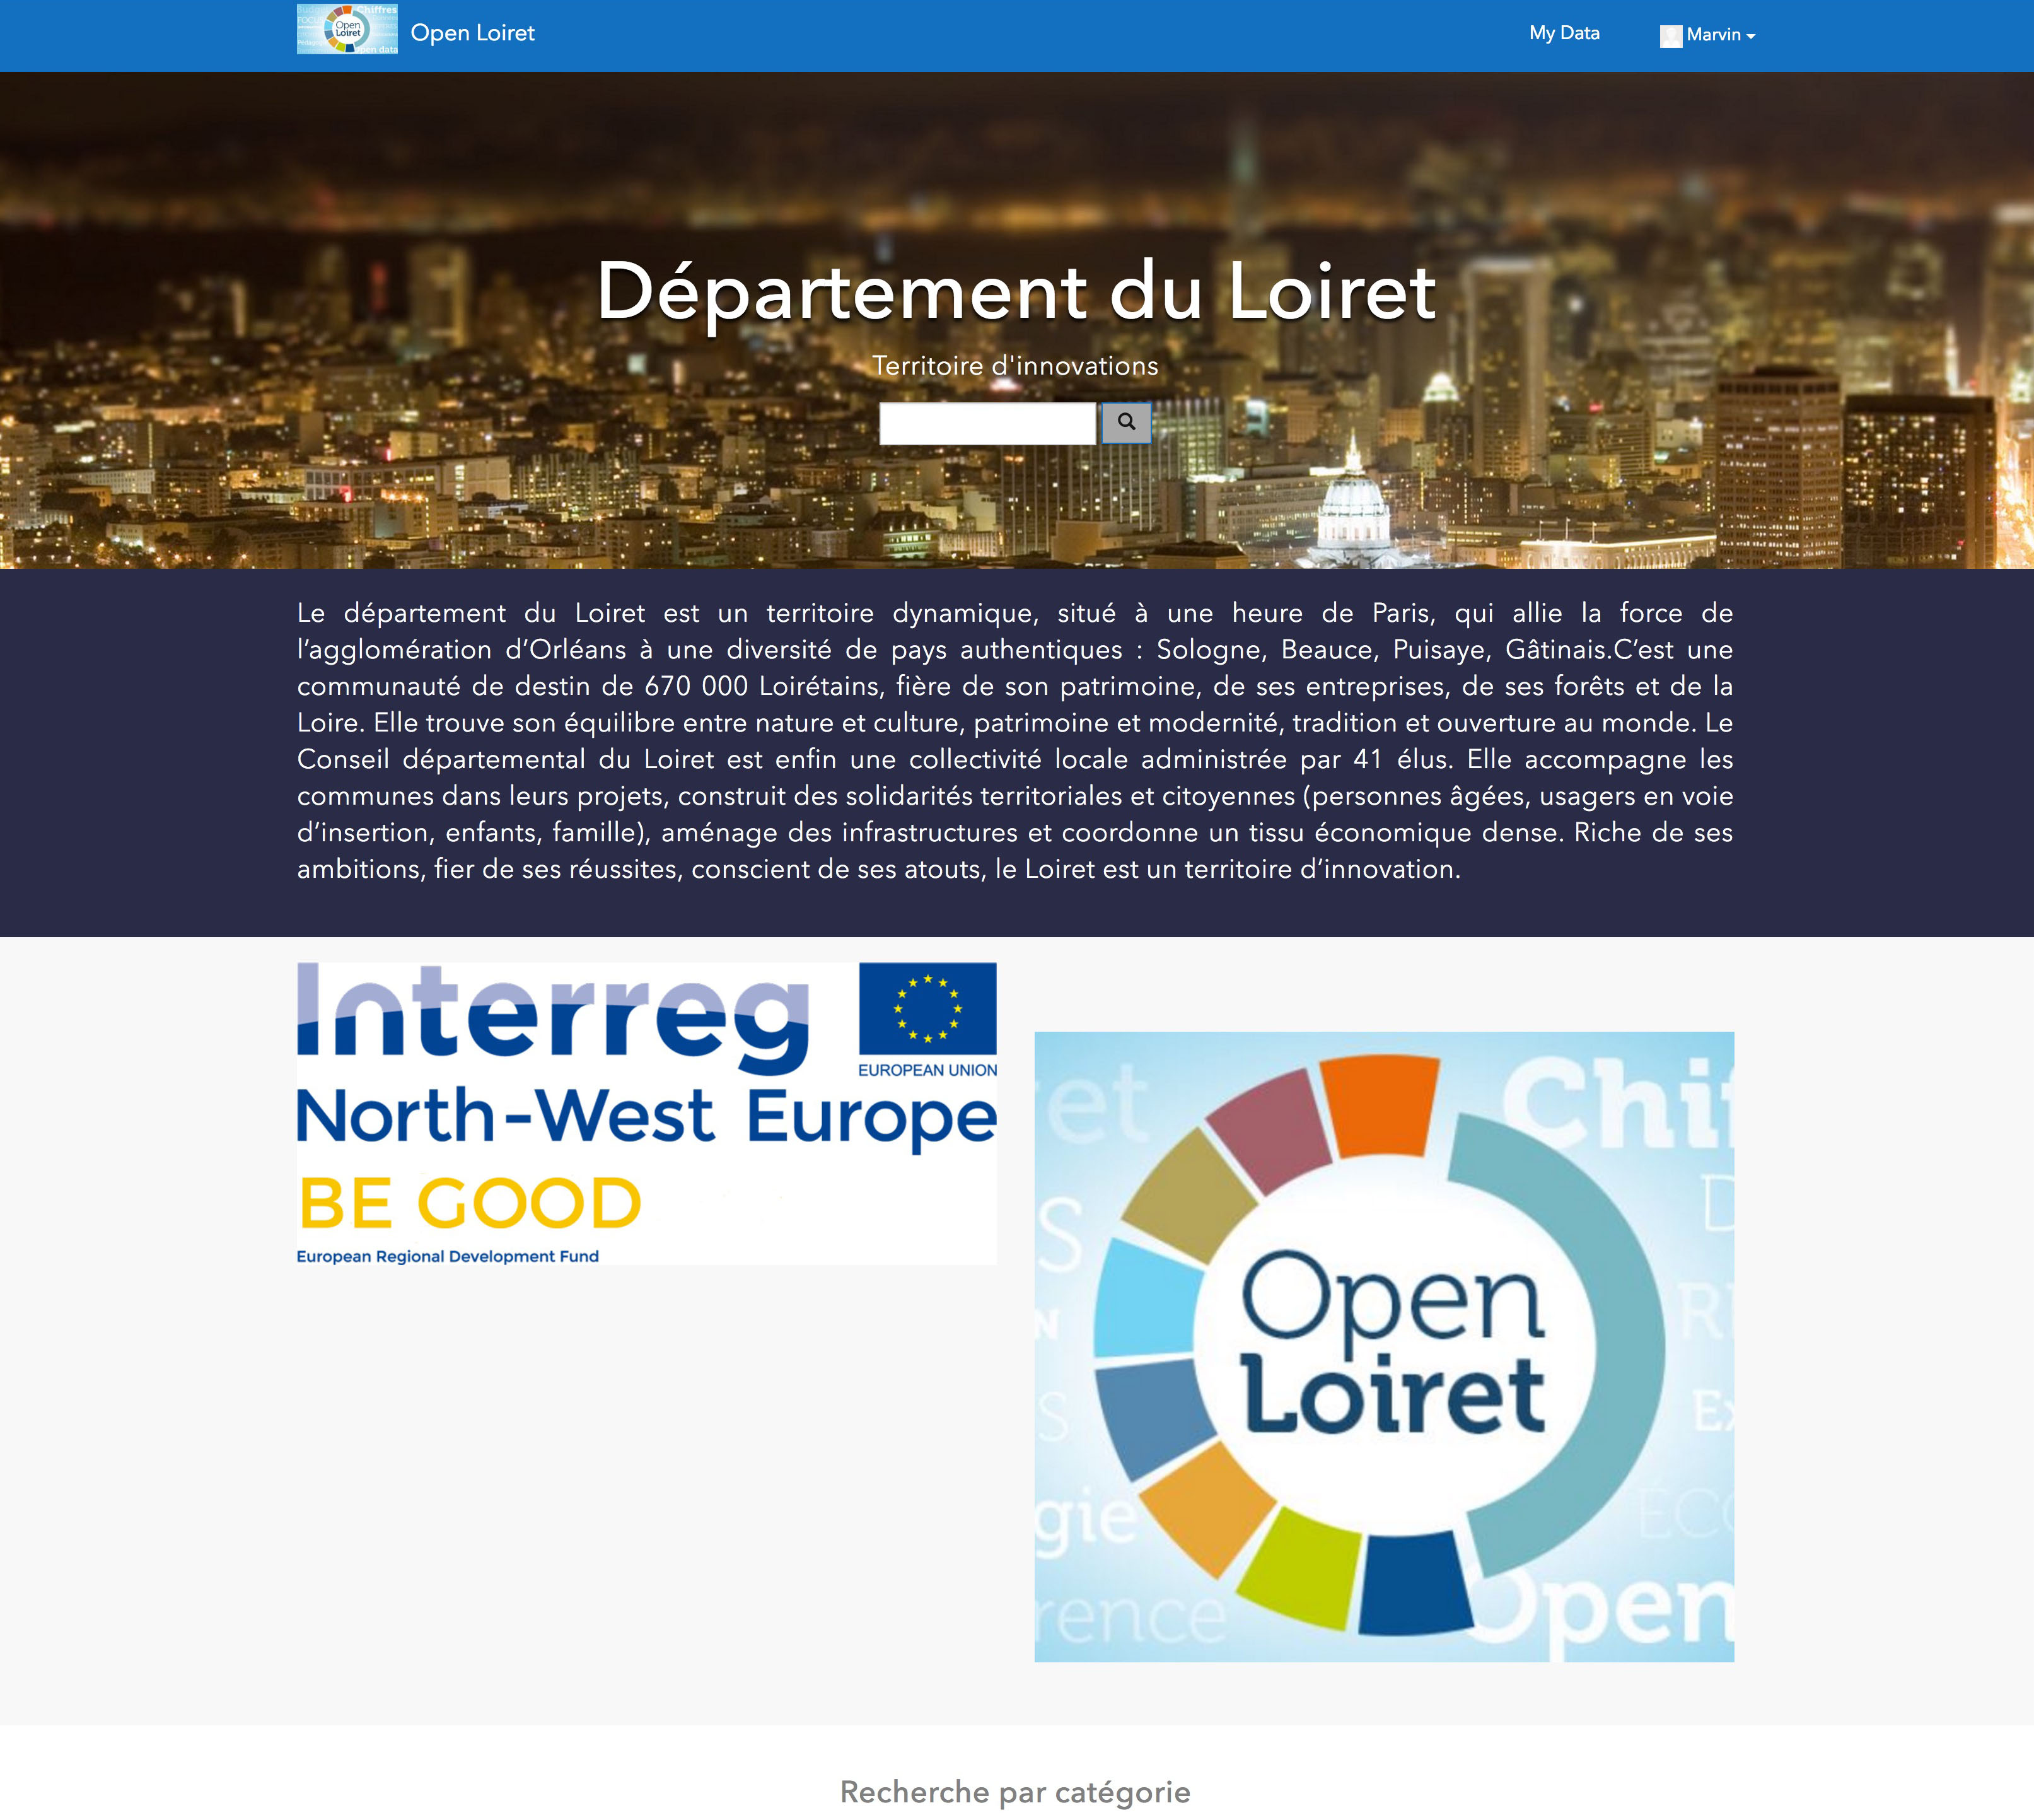 Open Loiret
My Data
Marvin
Département du Loiret
Territoire d'innovations
Le département du Loiret est un territoire dynamique, situé à une heure de Paris, qui allie la force de
l’agglomération d’Orléans à une diversité de pays authentiques : Sologne, Beauce, Puisaye, Gâtinais.C’est une
communauté de destin de 670 000 Loirétains, fière de son patrimoine, de ses entreprises, de ses forêts et de la
Loire. Elle trouve son équilibre entre nature et culture, patrimoine et modernité, tradition et ouverture au monde. Le
Conseil départemental du Loiret est enfin une collectivité locale administrée par 41 élus. Elle accompagne les
communes dans leurs projets, construit des solidarités territoriales et citoyennes (personnes âgées, usagers en voie
d’insertion, enfants, famille), aménage des infrastructures et coordonne un tissu économique dense. Riche de ses
ambitions, fier de ses réussites, conscient de ses atouts, le Loiret est un territoire d’innovation.
Interreg
EUROPEAN UNION
North-West Europe
BE GOOD
European Regional Development Fund
et
Chif
S
D
Open
N
RE
Loiret
S
Ex
gie
ÉCO
rence
Open
Recherche par catégorie